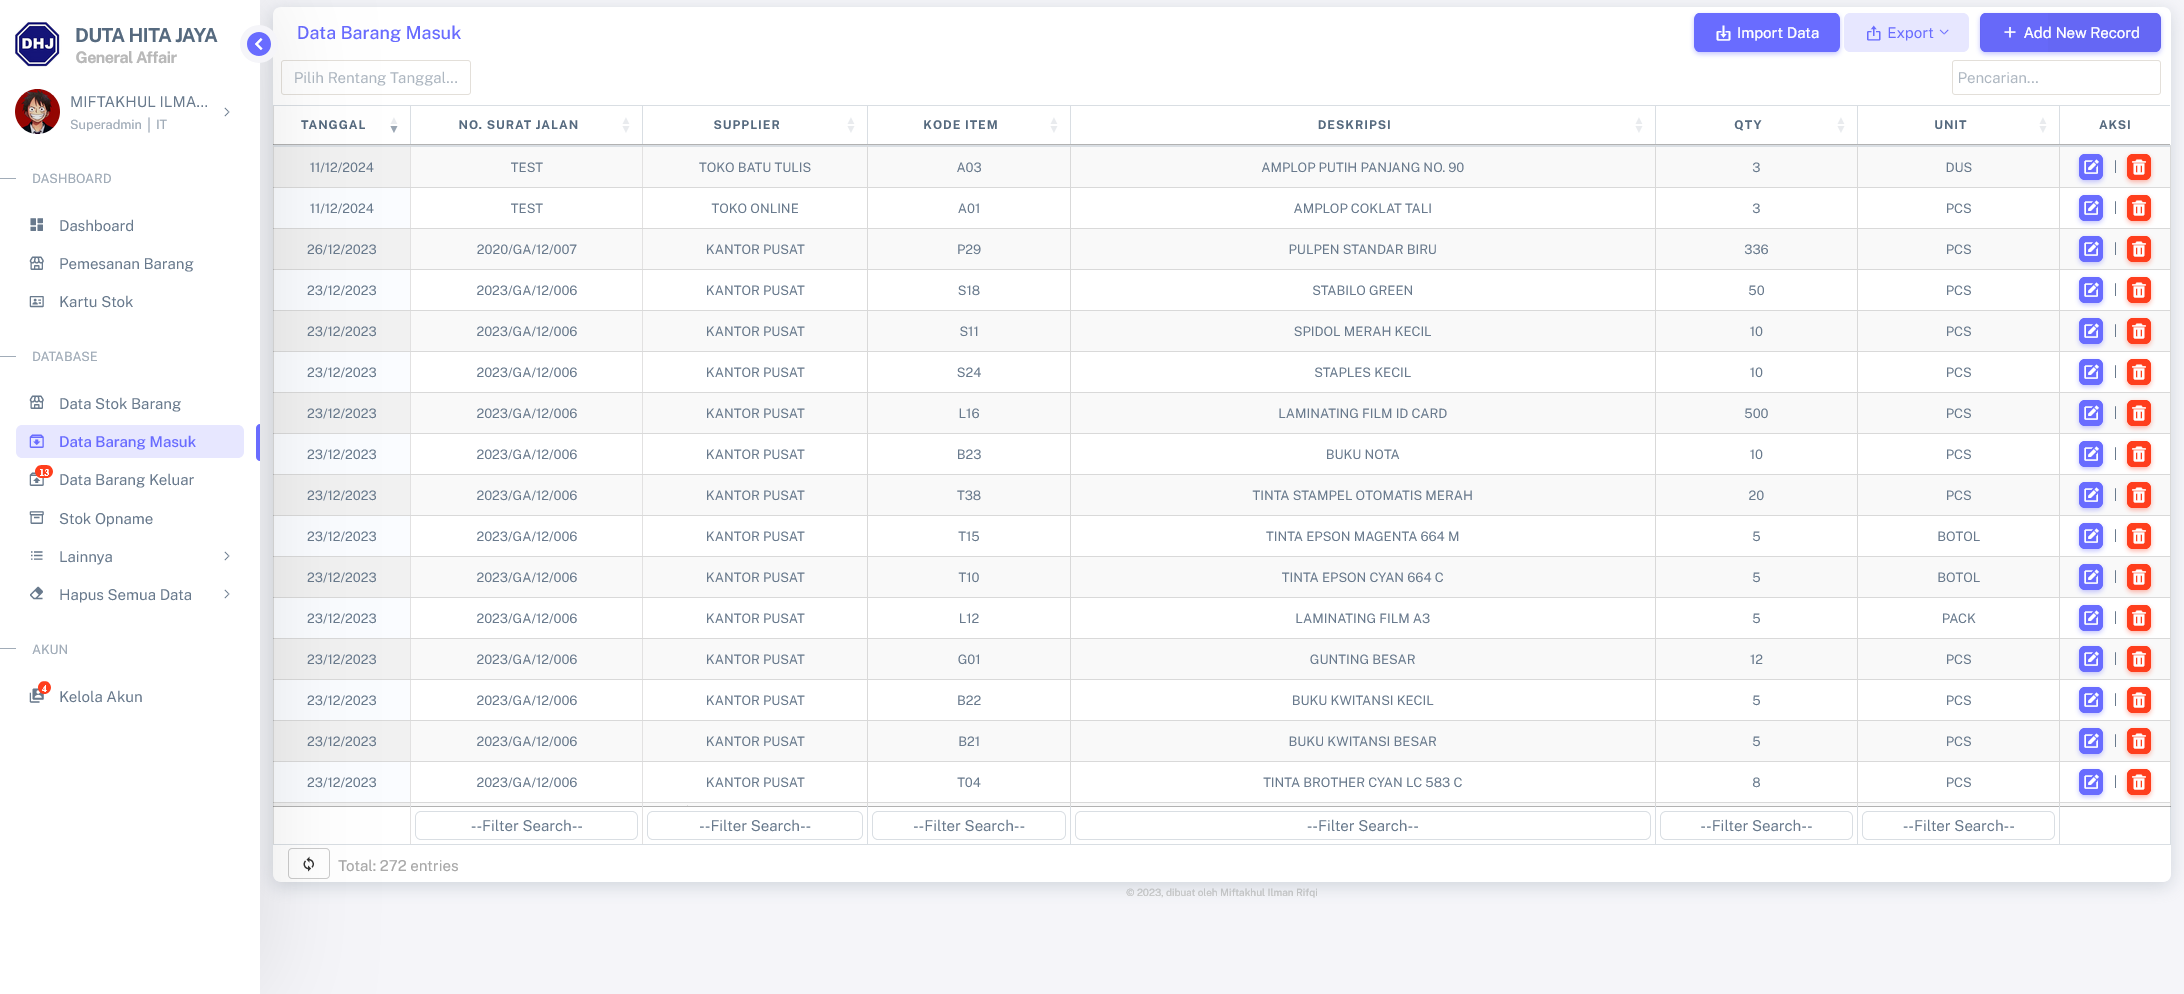 DHJ
DUTA HITA JAYA
General Affair
MIFTAKHUL ILMA...
Superadmin | IT
DASHBOARD
Dashboard
Pemesanan Barang
Kartu Stok
DATABASE
Data Stok Barang
Data Barang Masuk
13
Data Barang Keluar
Stok Opname
Lainnya
Hapus Semua Data
AKUN
4
Kelola Akun
Data Barang Masuk
Import Data Export + Add New Record
Pilih Rentang Tanggal... Pencarian...
TANGGAL NO. SURAT JALAN SUPPLIER KODE ITEM DESKRIPSI QTY UNIT AKSI
11/12/2024 TEST TOKO BATU TULIS A03 AMPLOP PUTIH PANJANG NO. 90 3 DUS |
11/12/2024 TEST TOKO ONLINE A01 AMPLOP COKLAT TALI 3 PCS |
26/12/2023 2020/GA/12/007 KANTOR PUSAT P29 PULPEN STANDAR BIRU 336 PCS |
23/12/2023 2023/GA/12/006 KANTOR PUSAT S18 STABILO GREEN 50 PCS |
23/12/2023 2023/GA/12/006 KANTOR PUSAT S11 SPIDOL MERAH KECIL 10 PCS |
23/12/2023 2023/GA/12/006 KANTOR PUSAT S24 STAPLES KECIL 10 PCS |
23/12/2023 2023/GA/12/006 KANTOR PUSAT L16 LAMINATING FILM ID CARD 500 PCS |
23/12/2023 2023/GA/12/006 KANTOR PUSAT B23 BUKU NOTA 10 PCS |
23/12/2023 2023/GA/12/006 KANTOR PUSAT T38 TINTA STAMPEL OTOMATIS MERAH 20 PCS |
23/12/2023 2023/GA/12/006 KANTOR PUSAT T15 TINTA EPSON MAGENTA 664 M 5 BOTOL |
23/12/2023 2023/GA/12/006 KANTOR PUSAT T10 TINTA EPSON CYAN 664 C 5 BOTOL |
23/12/2023 2023/GA/12/006 KANTOR PUSAT L12 LAMINATING FILM A3 5 PACK |
23/12/2023 2023/GA/12/006 KANTOR PUSAT G01 GUNTING BESAR 12 PCS |
23/12/2023 2023/GA/12/006 KANTOR PUSAT B22 BUKU KWITANSI KECIL 5 PCS |
23/12/2023 2023/GA/12/006 KANTOR PUSAT B21 BUKU KWITANSI BESAR 5 PCS |
23/12/2023 2023/GA/12/006 KANTOR PUSAT T04 TINTA BROTHER CYAN LC 583 C 8 PCS |
--Filter Search-- --Filter Search-- --Filter Search-- --Filter Search-- --Filter Search-- --Filter Search--
Total: 272 entries
© 2023, dibuat oleh Miftakhul Ilman Rifqi